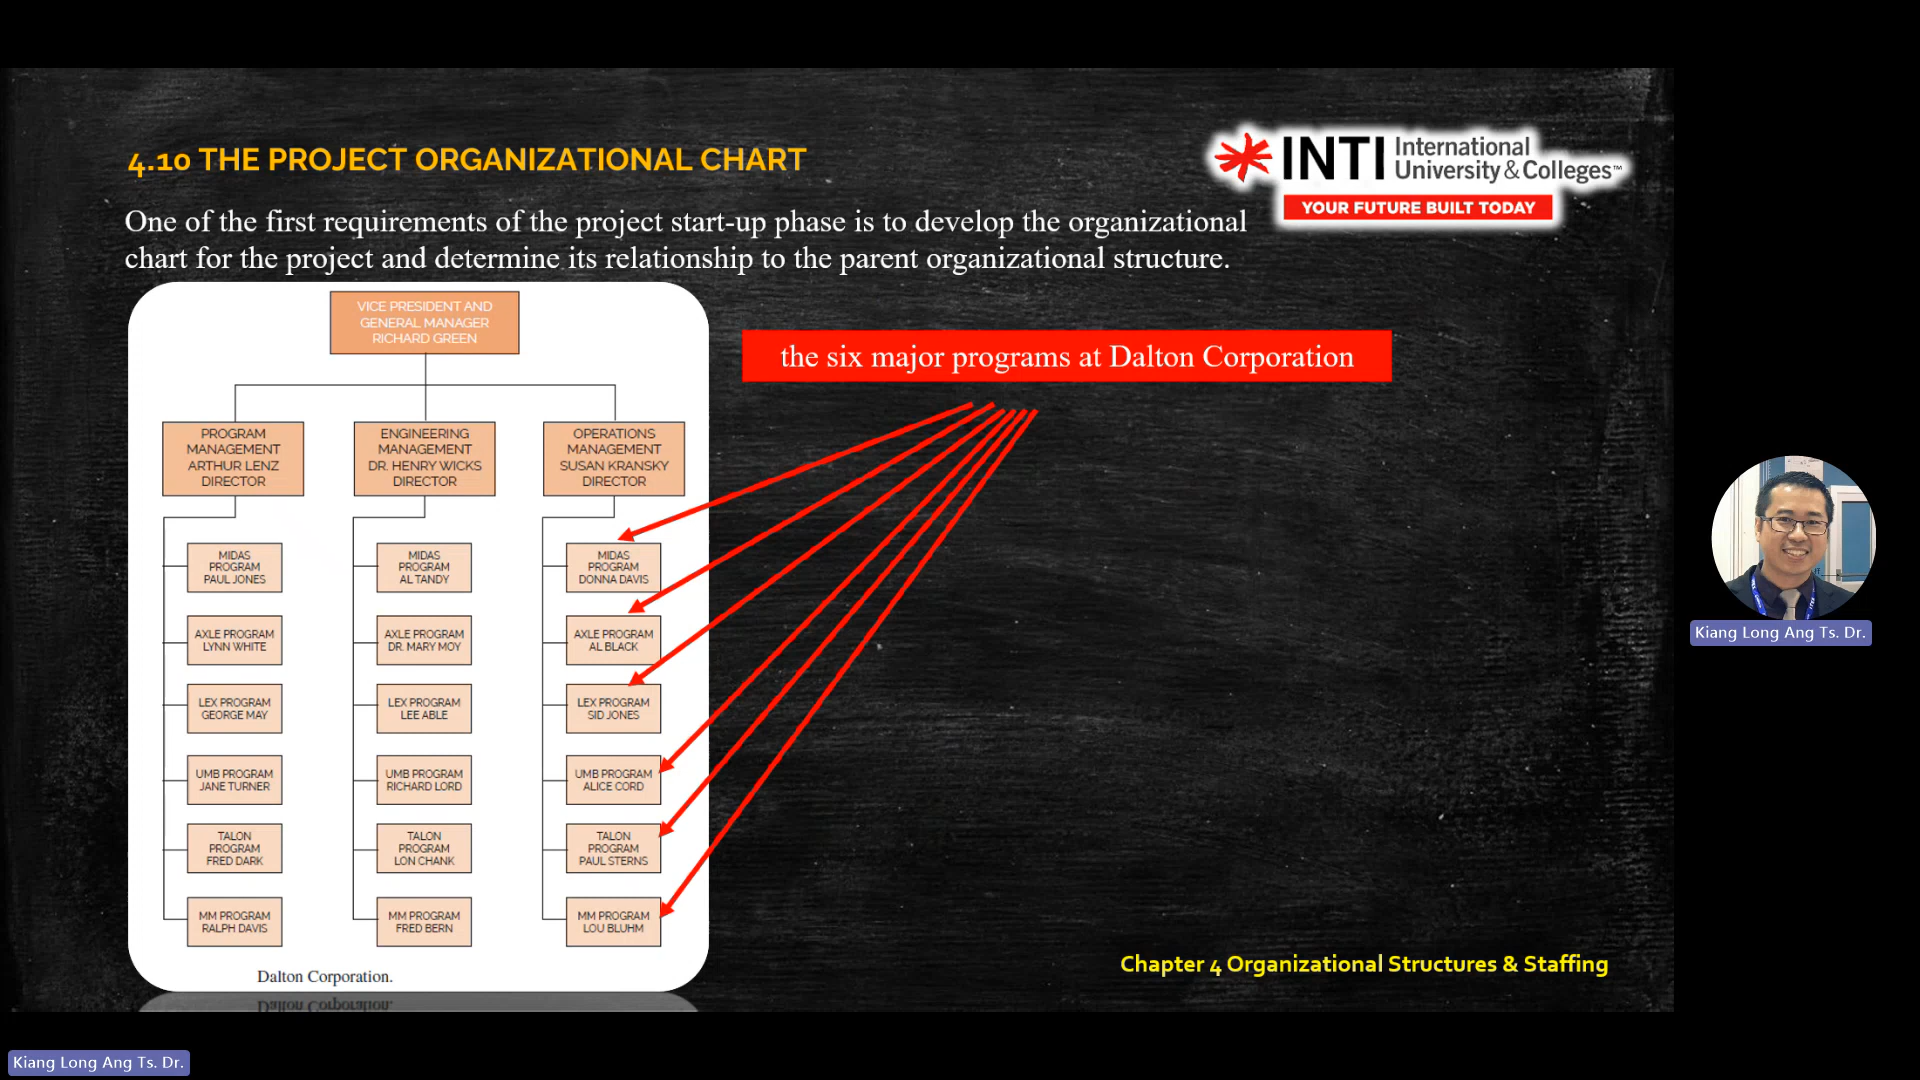 4.10 THE PROJECT ORGANIZATIONAL CHART
INTI International
University & Colleges™
YOUR FUTURE BUILT TODAY
One of the first requirements of the project start-up phase is to develop the organizational
chart for the project and determine its relationship to the parent organizational structure.
VICE PRESIDENT AND
GENERAL MANAGER
RICHARD GREEN
the six major programs at Dalton Corporation
PROGRAM
MANAGEMENT
ARTHUR LENZ
DIRECTOR
ENGINEERING
MANAGEMENT
DR. HENRY WICKS
DIRECTOR
OPERATIONS
MANAGEMENT
SUSAN KRANSKY
DIRECTOR
MIDAS
PROGRAM
PAUL JONES
MIDAS
PROGRAM
AL TANDY
MIDAS
PROGRAM
DONNA DAVIS
AXLE PROGRAM
LYNN WHITE
AXLE PROGRAM
DR. MARY MOY
AXLE PROGRAM
AL BLACK
LEX PROGRAM
GEORGE MAY
LEX PROGRAM
LEE ABLE
LEX PROGRAM
SID JONES
UMB PROGRAM
JANE TURNER
UMB PROGRAM
RICHARD LORD
UMB PROGRAM
ALICE CORD
TALON
PROGRAM
FRED DARK
TALON
PROGRAM
LON CHANK
TALON
PROGRAM
PAUL STERNS
MM PROGRAM
RALPH DAVIS
MM PROGRAM
FRED BERN
MM PROGRAM
LOU BLUHM
Dalton Corporation.
Chapter 4 Organizational Structures & Staffing
Kiang Long Ang Ts. Dr.
Kiang Long Ang Ts. Dr.